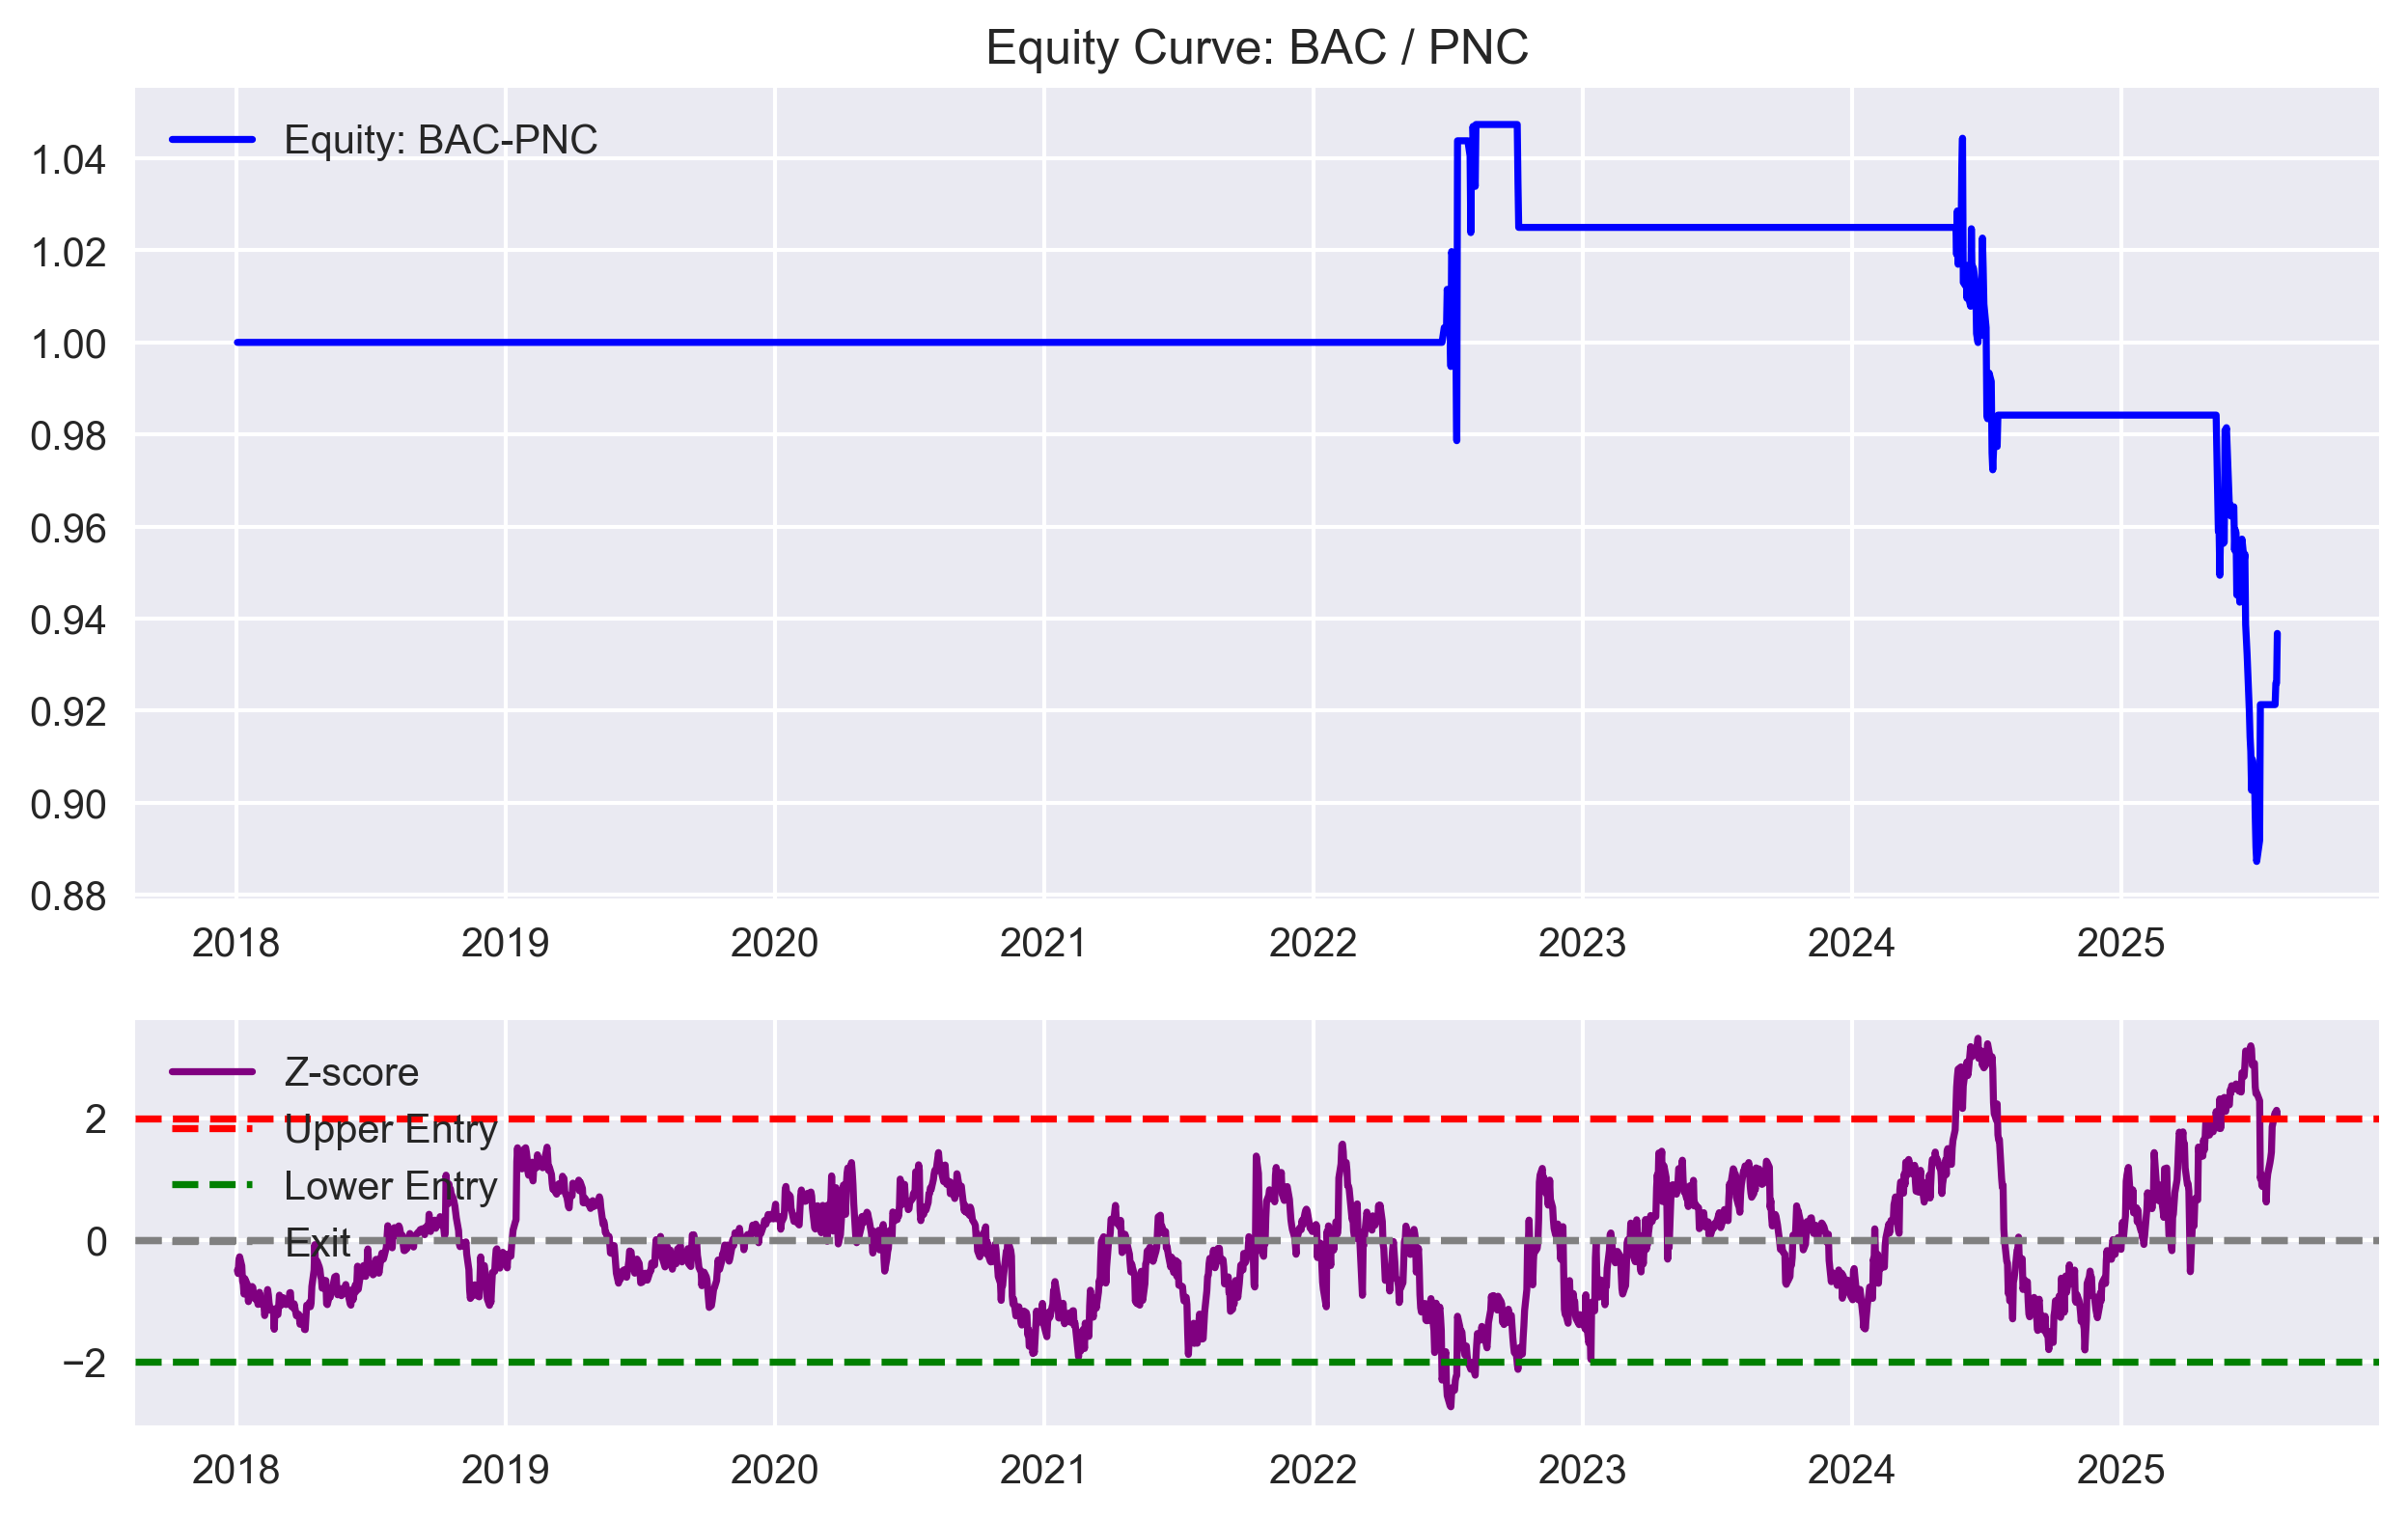 Equity Curve: BAC / PNC
Equity: BAC-PNC
1.04
1.02
1.00
0.98
0.96
0.94
0.92
0.90
0.88
2018 2019 2020 2021 2022 2023 2024 2025
Z-score
Upper Entry
Lower Entry
Exit
2
0
−2
2018 2019 2020 2021 2022 2023 2024 2025